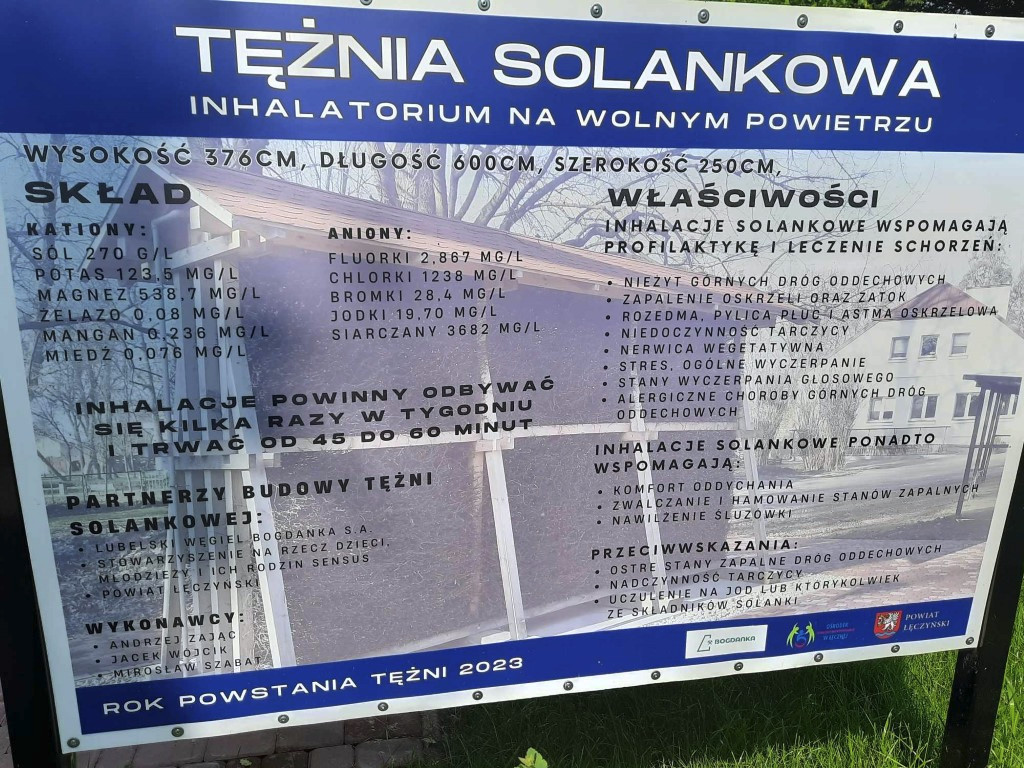 TĘŻNIA SOLANKOWA
INHALATORIUM NA WOLNYM POWIETRZU
WYSOKOŚĆ 376CM, DŁUGOŚĆ 600CM, SZEROKOŚĆ 250CM,
SKŁAD
KATIONY:
SOL 270 G/L
POTAS 123,5 MG/L
MAGNEZ 538,7 MG/L
ŻELAZO 0,08 MG/L
MANGAN 0,236 MG/L
MIEDŹ 0,076 MG/L
ANIONY:
FLUORKI 2,867 MG/L
CHLORKI 1238 MG/L
BROMKI 28,4 MG/L
JODKI 19,70 MG/L
SIARCZANY 3682 MG/L
INHALACJE POWINNY ODBYWAĆ
SIĘ KILKA RAZY W TYGODNIU
I TRWAĆ OD 45 DO 60 MINUT
PARTNERZY BUDOWY TĘŻNI
SOLANKOWEJ:
• LUBELSKI WĘGIEL BOGDANKA S.A.
• STOWARZYSZENIE NA RZECZ DZIECI,
MŁODZIEŻY I ICH RODZIN SENSUS
• POWIAT ŁĘCZYŃSKI
WYKONAWCY:
• ANDRZEJ ZAJĄC
• JACEK WÓJCIK
• MIROSŁAW SZABAT
WŁAŚCIWOŚCI
INHALACJE SOLANKOWE WSPOMAGAJĄ
PROFILAKTYKĘ I LECZENIE SCHORZEŃ:
• NIEŻYT GÓRNYCH DRÓG ODDECHOWYCH
• ZAPALENIE OSKRZELI ORAZ ZATOK
• ROZEDMA, PYLICA PŁUC I ASTMA OSKRZELOWA
• NIEDOCZYNNOŚĆ TARCZYCY
• NERWICA WEGETATYWNA
• STRES, OGÓLNE WYCZERPANIE
• STANY WYCZERPANIA GŁOSOWEGO
• ALERGICZNE CHOROBY GÓRNYCH DRÓG
ODDECHOWYCH
INHALACJE SOLANKOWE PONADTO
WSPOMAGAJĄ:
• KOMFORT ODDYCHANIA
• ZWALCZANIE I HAMOWANIE STANÓW ZAPALNYCH
• NAWILŻENIE ŚLUZÓWKI
PRZECIWWSKAZANIA:
• OSTRE STANY ZAPALNE DRÓG ODDECHOWYCH
• NADCZYNNOŚĆ TARCZYCY
• UCZULENIE NA JOD LUB KTÓRYKOLWIEK
ZE SKŁADNIKÓW SOLANKI
ROK POWSTANIA TĘŻNI 2023
BOGDANKA
W ŁĘCZNEJ
POWIAT
ŁĘCZYŃSKI